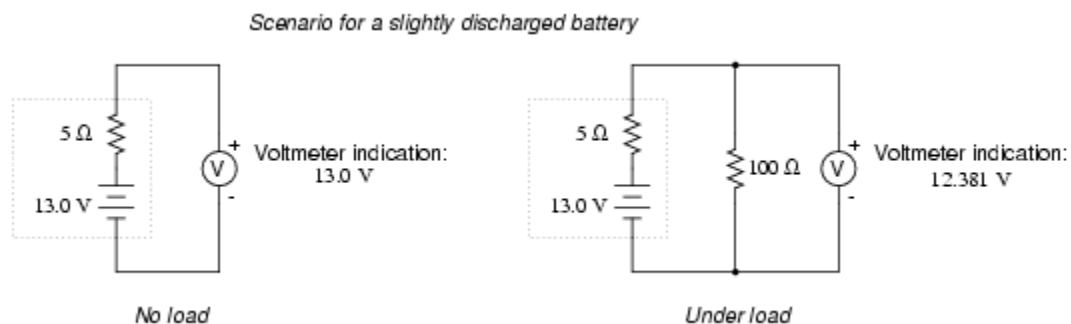 Scenario for a slightly discharged battery
5 Ω
13.0 V
V
+
-
Voltmeter indication:
13.0 V
No load
5 Ω
13.0 V
100 Ω
V
+
-
Voltmeter indication:
12.381 V
Under load